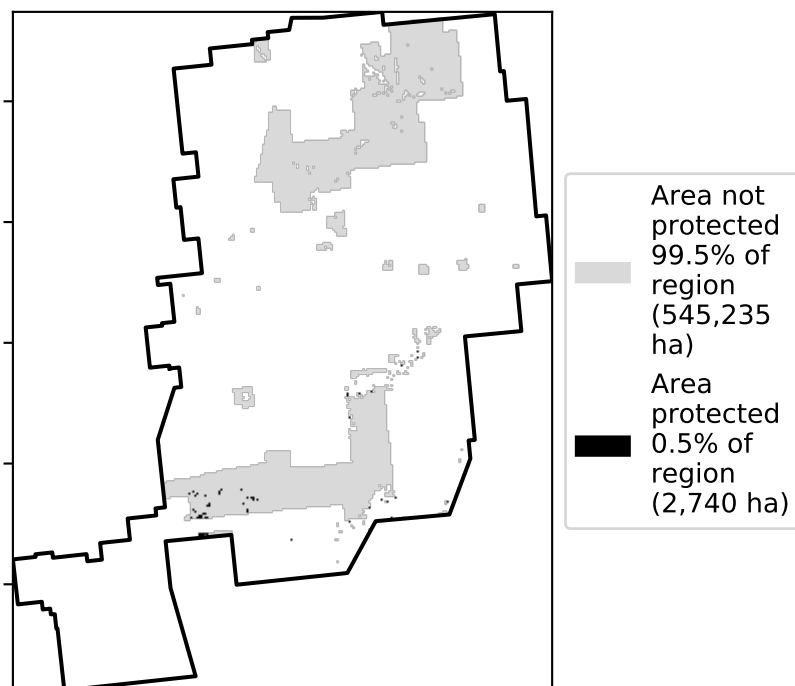 Area not
protected
99.5% of
region
(545,235
ha)
Area
protected
0.5% of
region
(2,740 ha)